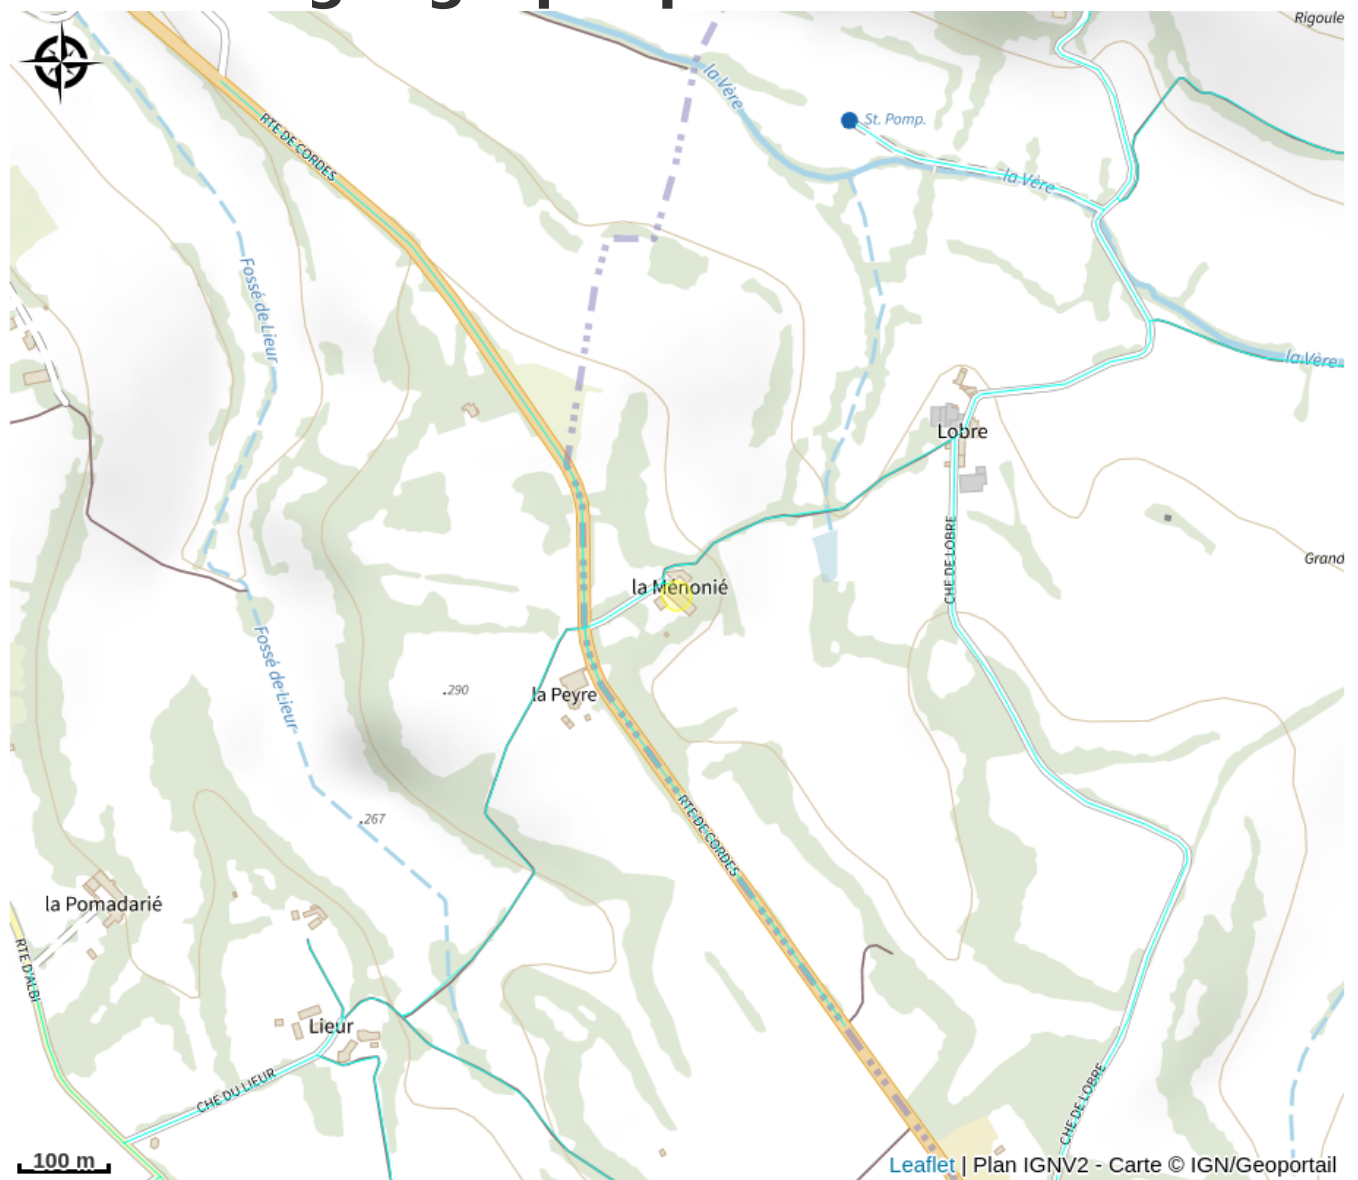 Rigoule
la Vère
St. Pomp.
RTE DE CORDES
la Vère
Fossé de Lieur
la Vère
Lobre
CHE DE LOBRE
Grand
la Ménonié
Fossé de Lieur
.290
la Peyre
.267
RTE DE CORDES
la Pomadarié
RTE D'ALBI
Lieur
CHE DU LIEUR
CHE DE LOBRE
100 m
Leaflet | Plan IGNV2 - Carte © IGN/Geoportail